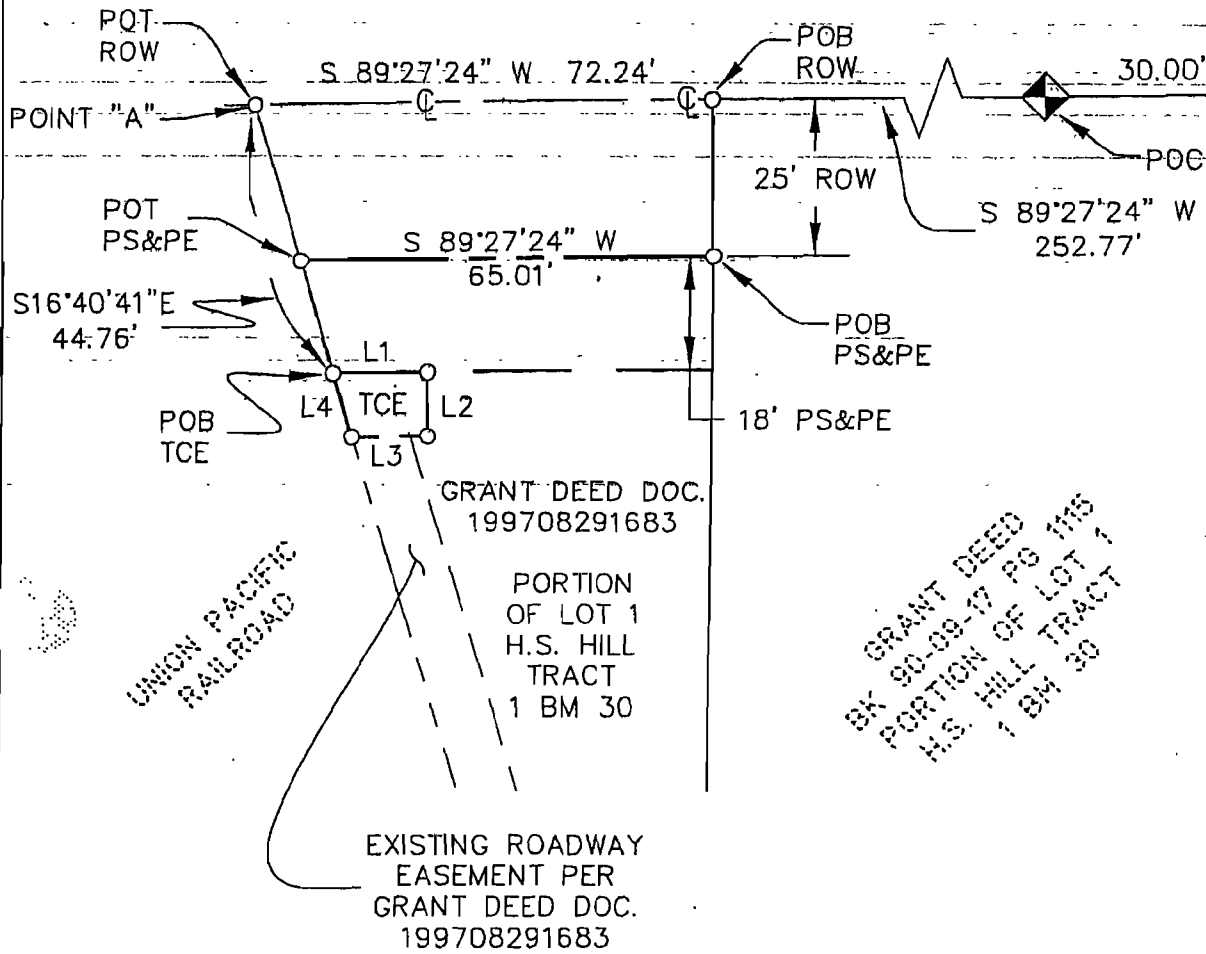 POT
ROW
POINT "A"
S 89°27'24" W 72.24'
℄
℄
POB
ROW
30.00'
POC
25' ROW
S 89°27'24" W
252.77'
POT
PS&PE
S 89°27'24" W
65.01'
S16°40'41"E
44.76'
POB
PS&PE
L1
L4
TCE
L2
L3
POB
TCE
18' PS&PE
GRANT DEED DOC.
199708291683
UNION PACIFIC
RAILROAD
PORTION
OF LOT 1
H.S. HILL
TRACT
1 BM 30
GRANT DEED
BK 90-09-17 PG 1115
PORTION OF LOT 1
H.S. HILL TRACT
1 BM 30
EXISTING ROADWAY
EASEMENT PER
GRANT DEED DOC.
199708291683